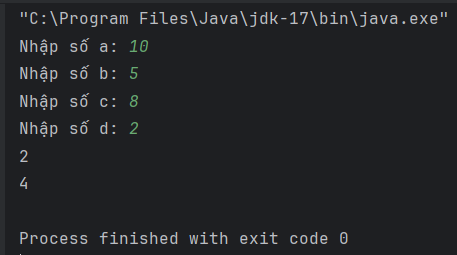 "C:\Program Files\Java\jdk-17\bin\java.exe"
Nhập số a: 10
Nhập số b: 5
Nhập số c: 8
Nhập số d: 2
2
4
Process finished with exit code 0